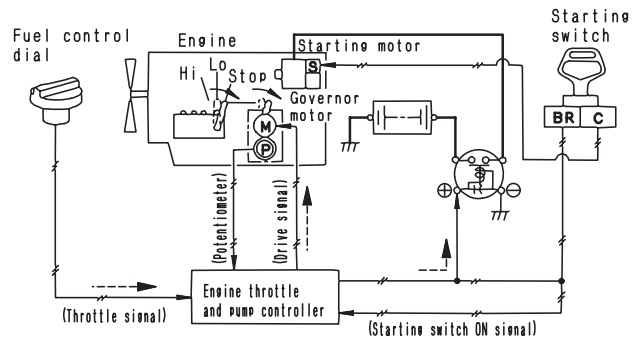 Fuel control
dial
Engine
Starting motor
Starting
switch
Hi
Lo
Stop
S
Governor
motor
M
P
BR
C
⊕
⊖
(Potentiometer)
(Drive signal)
Engine throttle
and pump controller
(Throttle signal)
(Starting switch ON signal)